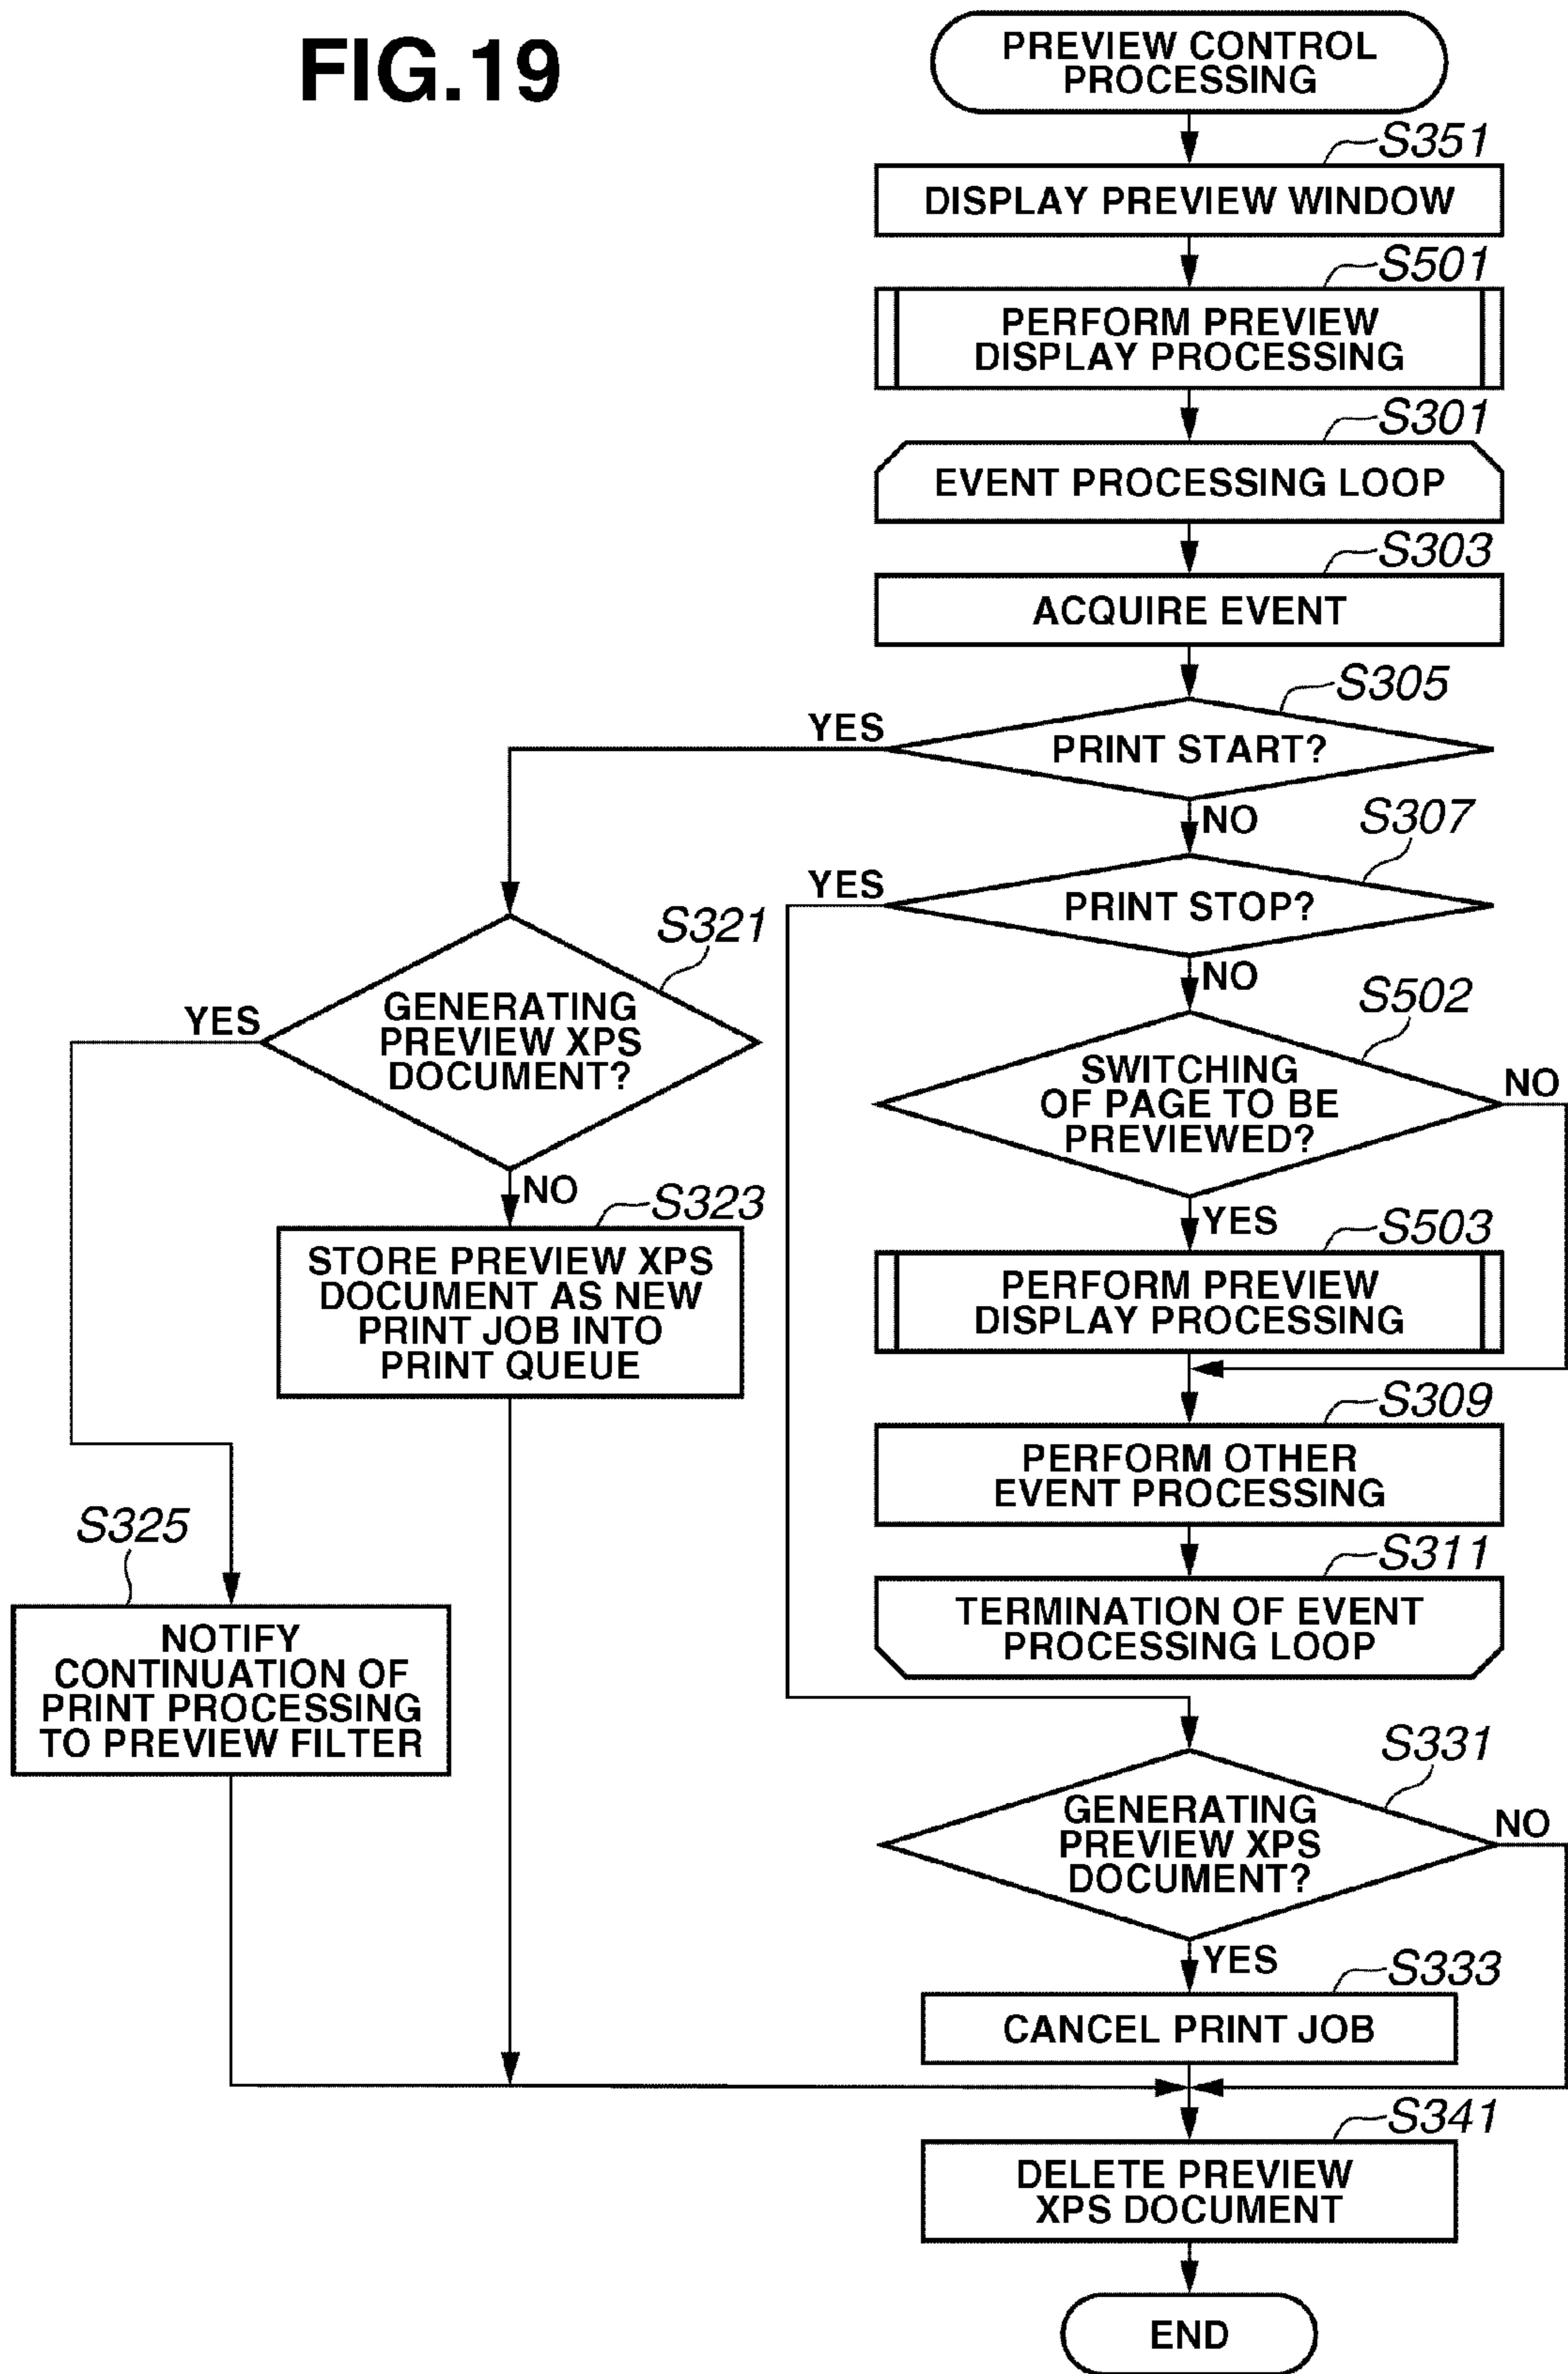 FIG.19
PREVIEW CONTROL
PROCESSING
S351
DISPLAY PREVIEW WINDOW
S501
PERFORM PREVIEW
DISPLAY PROCESSING
S301
EVENT PROCESSING LOOP
S303
ACQUIRE EVENT
S305
YES
PRINT START?
NO
S307
YES
PRINT STOP?
NO
S321
YES
GENERATING
PREVIEW XPS
DOCUMENT?
NO
S502
SWITCHING
OF PAGE TO BE
PREVIEWED?
NO
YES
S323
STORE PREVIEW XPS
DOCUMENT AS NEW
PRINT JOB INTO
PRINT QUEUE
S503
PERFORM PREVIEW
DISPLAY PROCESSING
S309
PERFORM OTHER
EVENT PROCESSING
S325
NOTIFY
CONTINUATION OF
PRINT PROCESSING
TO PREVIEW FILTER
S311
TERMINATION OF EVENT
PROCESSING LOOP
S331
GENERATING
PREVIEW XPS
DOCUMENT?
NO
YES
S333
CANCEL PRINT JOB
S341
DELETE PREVIEW
XPS DOCUMENT
END